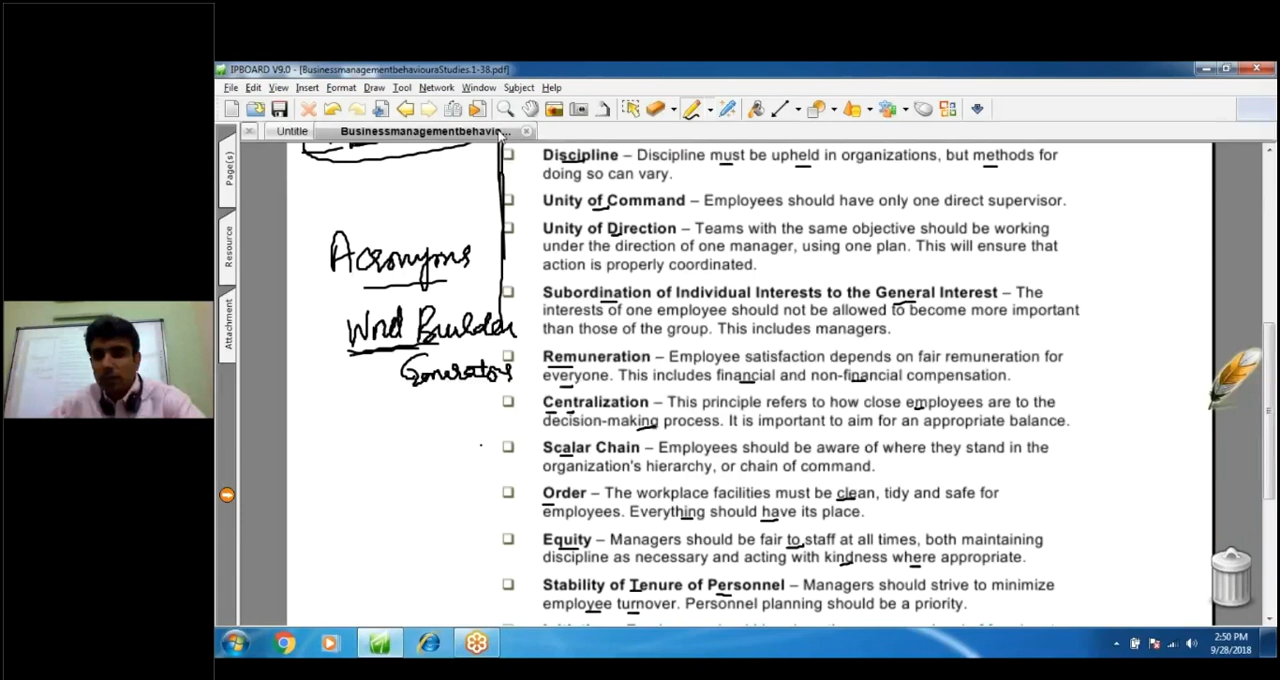 IPBOARD V9.0 - [BusinessmanagementbehaviouraStudies.1-38.pdf]
File Edit View Insert Format Draw Tool Network Window Subject Help
Untitle Businessmanagementbehavio...
Page(s)
Resource
Attachment
Discipline – Discipline must be upheld in organizations, but methods for
doing so can vary.
Unity of Command – Employees should have only one direct supervisor.
Unity of Direction – Teams with the same objective should be working
under the direction of one manager, using one plan. This will ensure that
action is properly coordinated.
Subordination of Individual Interests to the General Interest – The
interests of one employee should not be allowed to become more important
than those of the group. This includes managers.
Remuneration – Employee satisfaction depends on fair remuneration for
everyone. This includes financial and non-financial compensation.
Centralization – This principle refers to how close employees are to the
decision-making process. It is important to aim for an appropriate balance.
Scalar Chain – Employees should be aware of where they stand in the
organization's hierarchy, or chain of command.
Order – The workplace facilities must be clean, tidy and safe for
employees. Everything should have its place.
Equity – Managers should be fair to staff at all times, both maintaining
discipline as necessary and acting with kindness where appropriate.
Stability of Tenure of Personnel – Managers should strive to minimize
employee turnover. Personnel planning should be a priority.
Acronyms
Word Builder
Generators
2:50 PM
9/28/2018